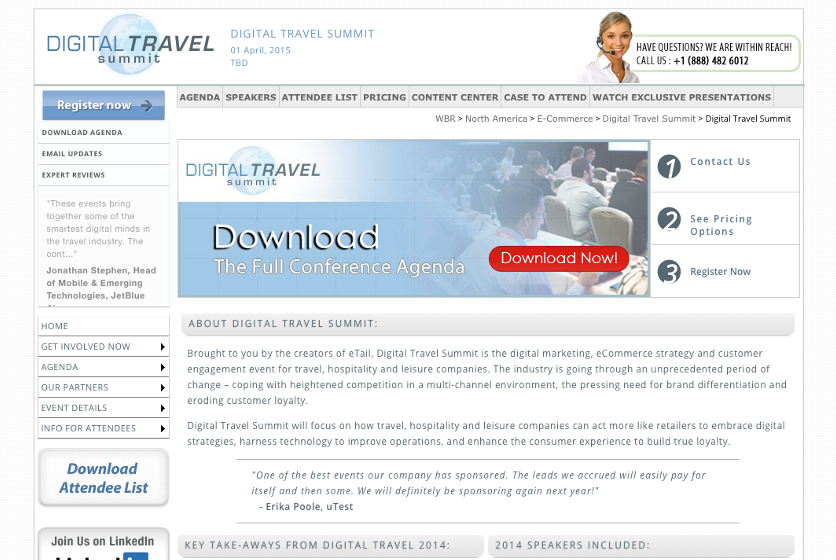 DIGITAL TRAVEL
summit
DIGITAL TRAVEL SUMMIT
01 April, 2015
TBD
HAVE QUESTIONS? WE ARE WITHIN REACH!
CALL US : +1 (888) 482 6012
Register now
AGENDA SPEAKERS ATTENDEE LIST PRICING CONTENT CENTER CASE TO ATTEND WATCH EXCLUSIVE PRESENTATIONS
WBR > North America > E-Commerce > Digital Travel Summit > Digital Travel Summit
DOWNLOAD AGENDA
EMAIL UPDATES
EXPERT REVIEWS
"These events bring
together some of the
smartest digital minds in
the travel industry. The
cont..."
Jonathan Stephen, Head
of Mobile & Emerging
Technologies, JetBlue
DIGITAL TRAVEL
summit
Download
The Full Conference Agenda
Download Now!
1 Contact Us
2 See Pricing
Options
3 Register Now
HOME
GET INVOLVED NOW
AGENDA
OUR PARTNERS
EVENT DETAILS
INFO FOR ATTENDEES
Download
Attendee List
Join Us on LinkedIn
ABOUT DIGITAL TRAVEL SUMMIT:
Brought to you by the creators of eTail, Digital Travel Summit is the digital marketing, eCommerce strategy and customer
engagement event for travel, hospitality and leisure companies. The industry is going through an unprecedented period of
change – coping with heightened competition in a multi-channel environment, the pressing need for brand differentiation and
eroding customer loyalty.
Digital Travel Summit will focus on how travel, hospitality and leisure companies can act more like retailers to embrace digital
strategies, harness technology to improve operations, and enhance the consumer experience to build true loyalty.
"One of the best events our company has sponsored. The leads we accrued will easily pay for
itself and then some. We will definitely be sponsoring again next year!"
- Erika Poole, uTest
KEY TAKE-AWAYS FROM DIGITAL TRAVEL 2014:
2014 SPEAKERS INCLUDED: